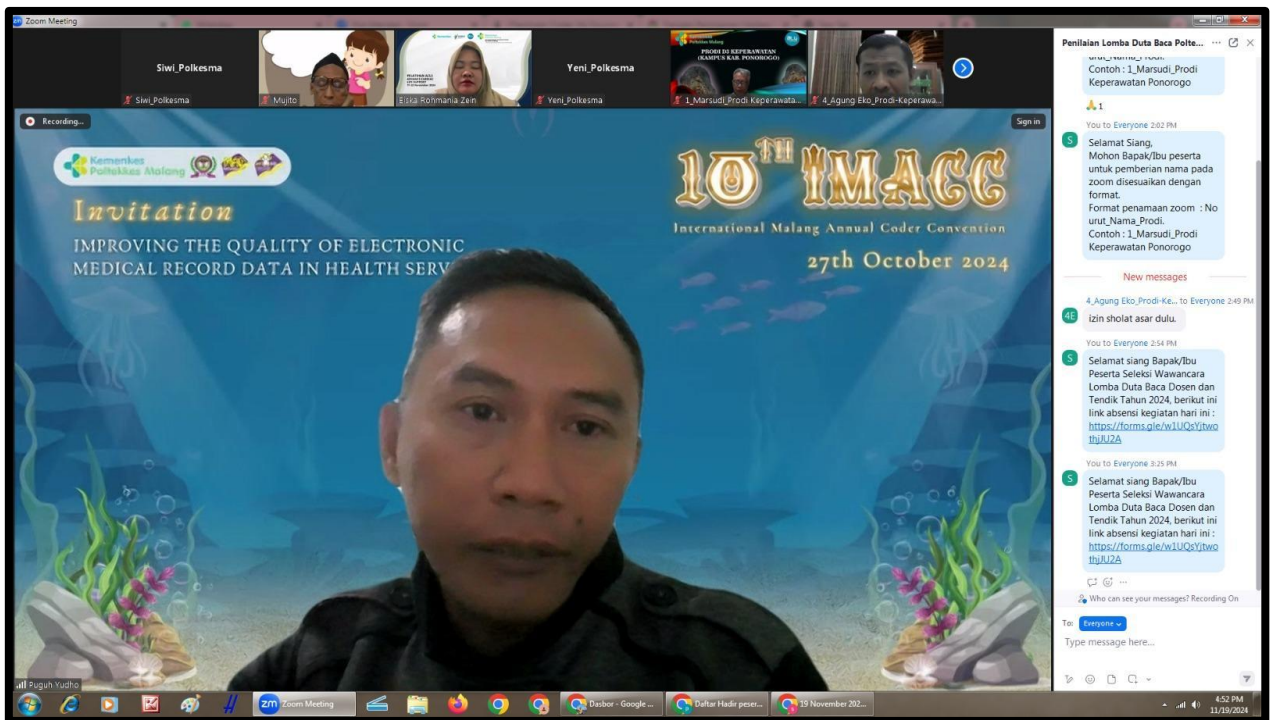 Zoom Meeting
Siwi_Polkesma
Siwi_Polkesma
Mujito
Eiska Rohmania Zein
Yeni_Polkesma
Yeni_Polkesma
PRODI D3 KEPERAWATAN
(KAMPUS KAB. PONOROGO)
1_Marsudi_Prodi Keperawata...
4_Agung Eko_Prodi-Keperawa...
Recording...
Sign in
Kemenkes
Poltekkes Malang
Invitation
IMPROVING THE QUALITY OF ELECTRONIC
MEDICAL RECORD DATA IN HEALTH SERV
10TH IMACC
International Malang Annual Coder Convention
27th October 2024
Puguh Yudho
Penilaian Lomba Duta Baca Polte...
urut_Nama_Prodi.
Contoh : 1_Marsudi_Prodi
Keperawatan Ponorogo
1
You to Everyone 2:02 PM
S
Selamat Siang,
Mohon Bapak/Ibu peserta
untuk pemberian nama pada
zoom disesuaikan dengan
format.
Format penamaan zoom : No
urut_Nama_Prodi.
Contoh : 1_Marsudi_Prodi
Keperawatan Ponorogo
New messages
4_Agung Eko_Prodi-Ke... to Everyone 2:49 PM
4E
izin sholat asar dulu.
You to Everyone 2:54 PM
S
Selamat siang Bapak/Ibu
Peserta Seleksi Wawancara
Lomba Duta Baca Dosen dan
Tendik Tahun 2024, berikut ini
link absensi kegiatan hari ini :
https://forms.gle/w1UQsYjtwo
thjJU2A
You to Everyone 3:25 PM
S
Selamat siang Bapak/Ibu
Peserta Seleksi Wawancara
Lomba Duta Baca Dosen dan
Tendik Tahun 2024, berikut ini
link absensi kegiatan hari ini :
https://forms.gle/w1UQsYjtwo
thjJU2A
Who can see your messages? Recording On
To: Everyone
Type message here...
zm Zoom Meeting
Dasbor - Google ...
Daftar Hadir peser...
19 November 202...
4:52 PM
11/19/2024